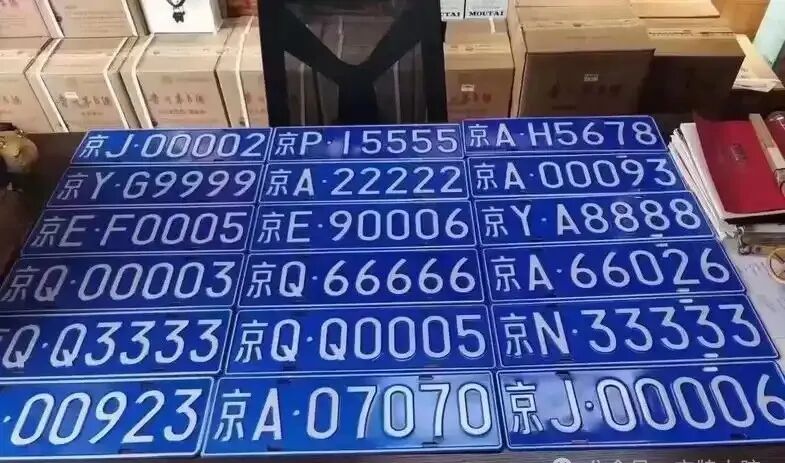 MOUTAI
MOUTAI
京J·00002
京P·15555
京A·H5678
京Y·G9999
京A·22222
京A·00093
京E·F0005
京E·90006
京Y·A8888
京Q·00003
京Q·66666
京A·66026
Q·Q3333
京Q·Q0005
京N·33333
·00923
京A·07070
京J·00006